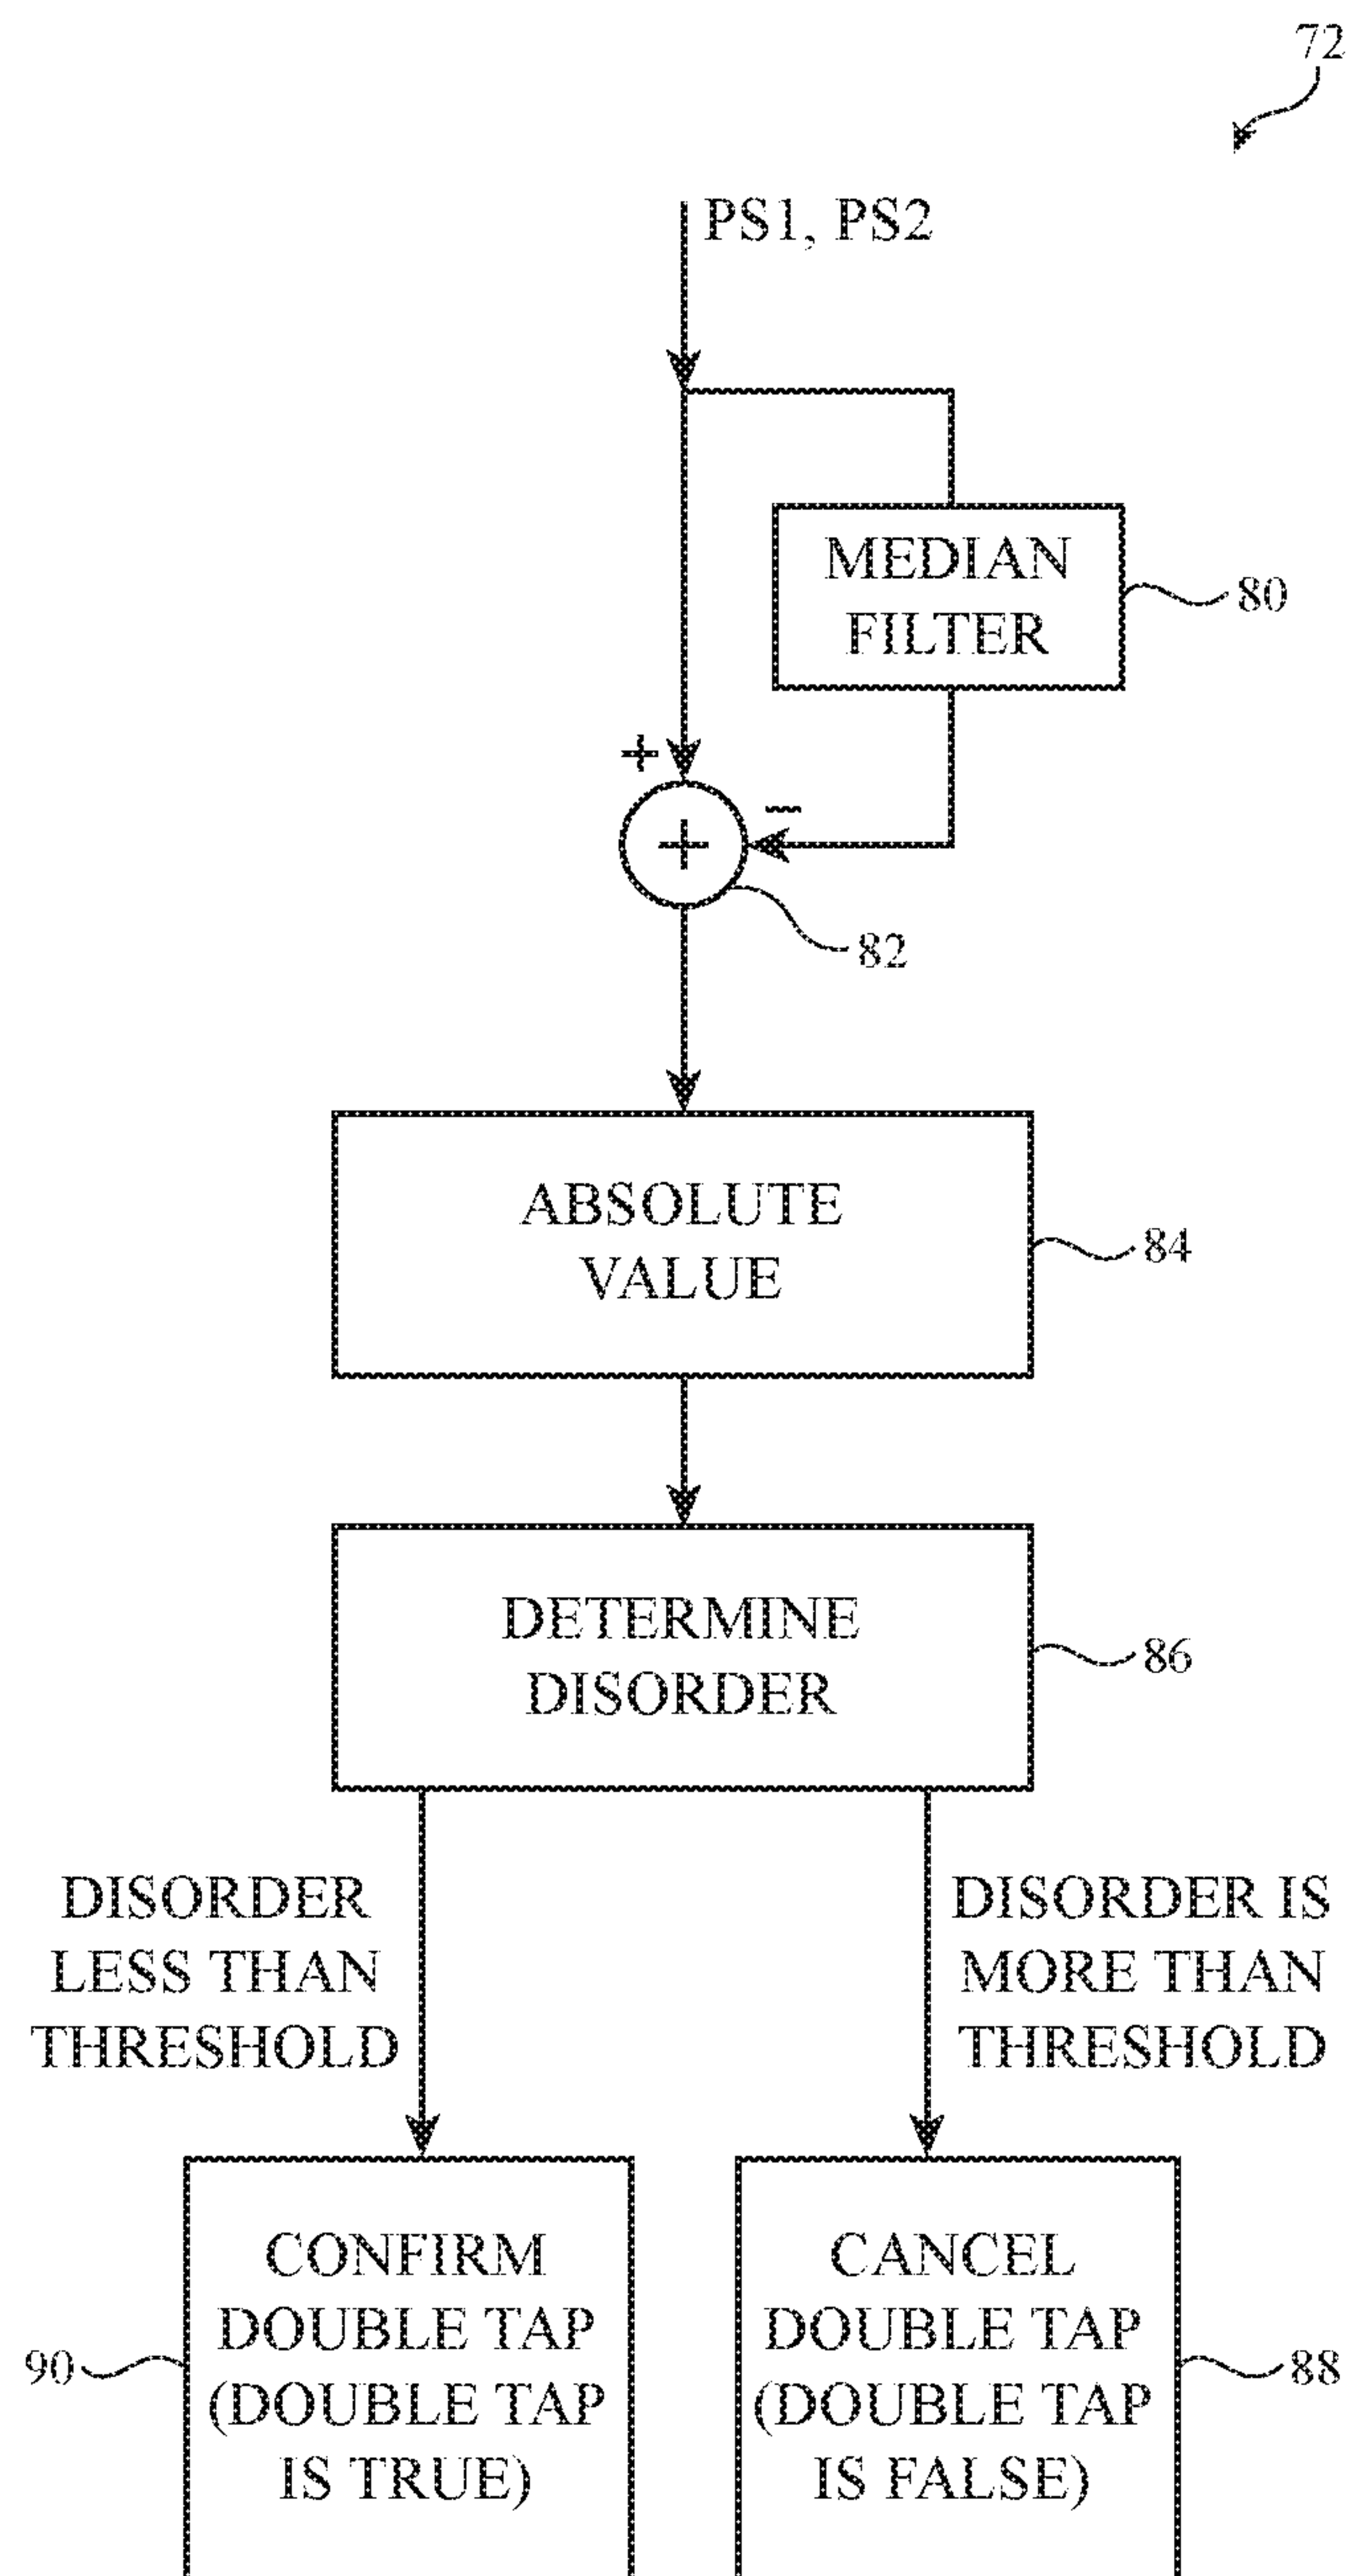 72
PS1, PS2
MEDIAN
FILTER
80
+
−
+
82
ABSOLUTE
VALUE
84
DETERMINE
DISORDER
86
DISORDER
LESS THAN
THRESHOLD
DISORDER IS
MORE THAN
THRESHOLD
CONFIRM
DOUBLE TAP
(DOUBLE TAP
IS TRUE)
90
CANCEL
DOUBLE TAP
(DOUBLE TAP
IS FALSE)
88